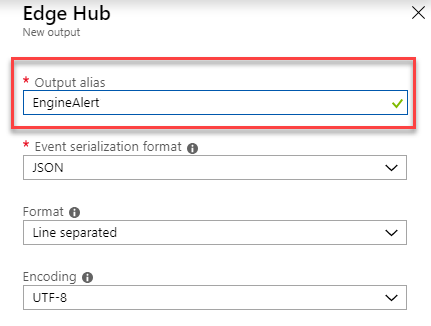 Edge Hub
New output
* Output alias
EngineAlert
* Event serialization format
JSON
Format
Line separated
Encoding
UTF-8